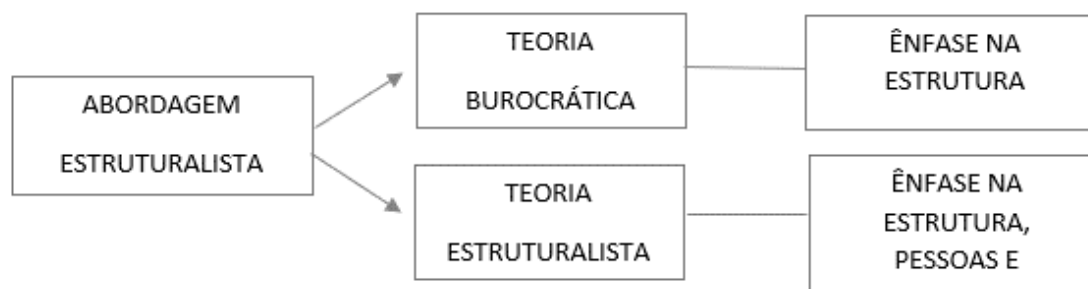 ABORDAGEM
ESTRUTURALISTA
TEORIA
BUROCRÁTICA
ÊNFASE NA
ESTRUTURA
TEORIA
ESTRUTURALISTA
ÊNFASE NA
ESTRUTURA,
PESSOAS E